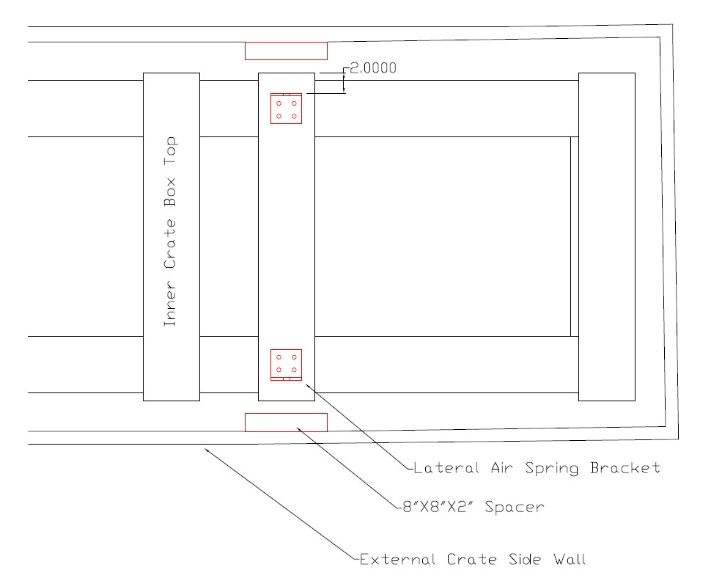 2.0000
Inner Crate Box Top
Lateral Air Spring Bracket
8"X8"X2" Spacer
External Crate Side Wall